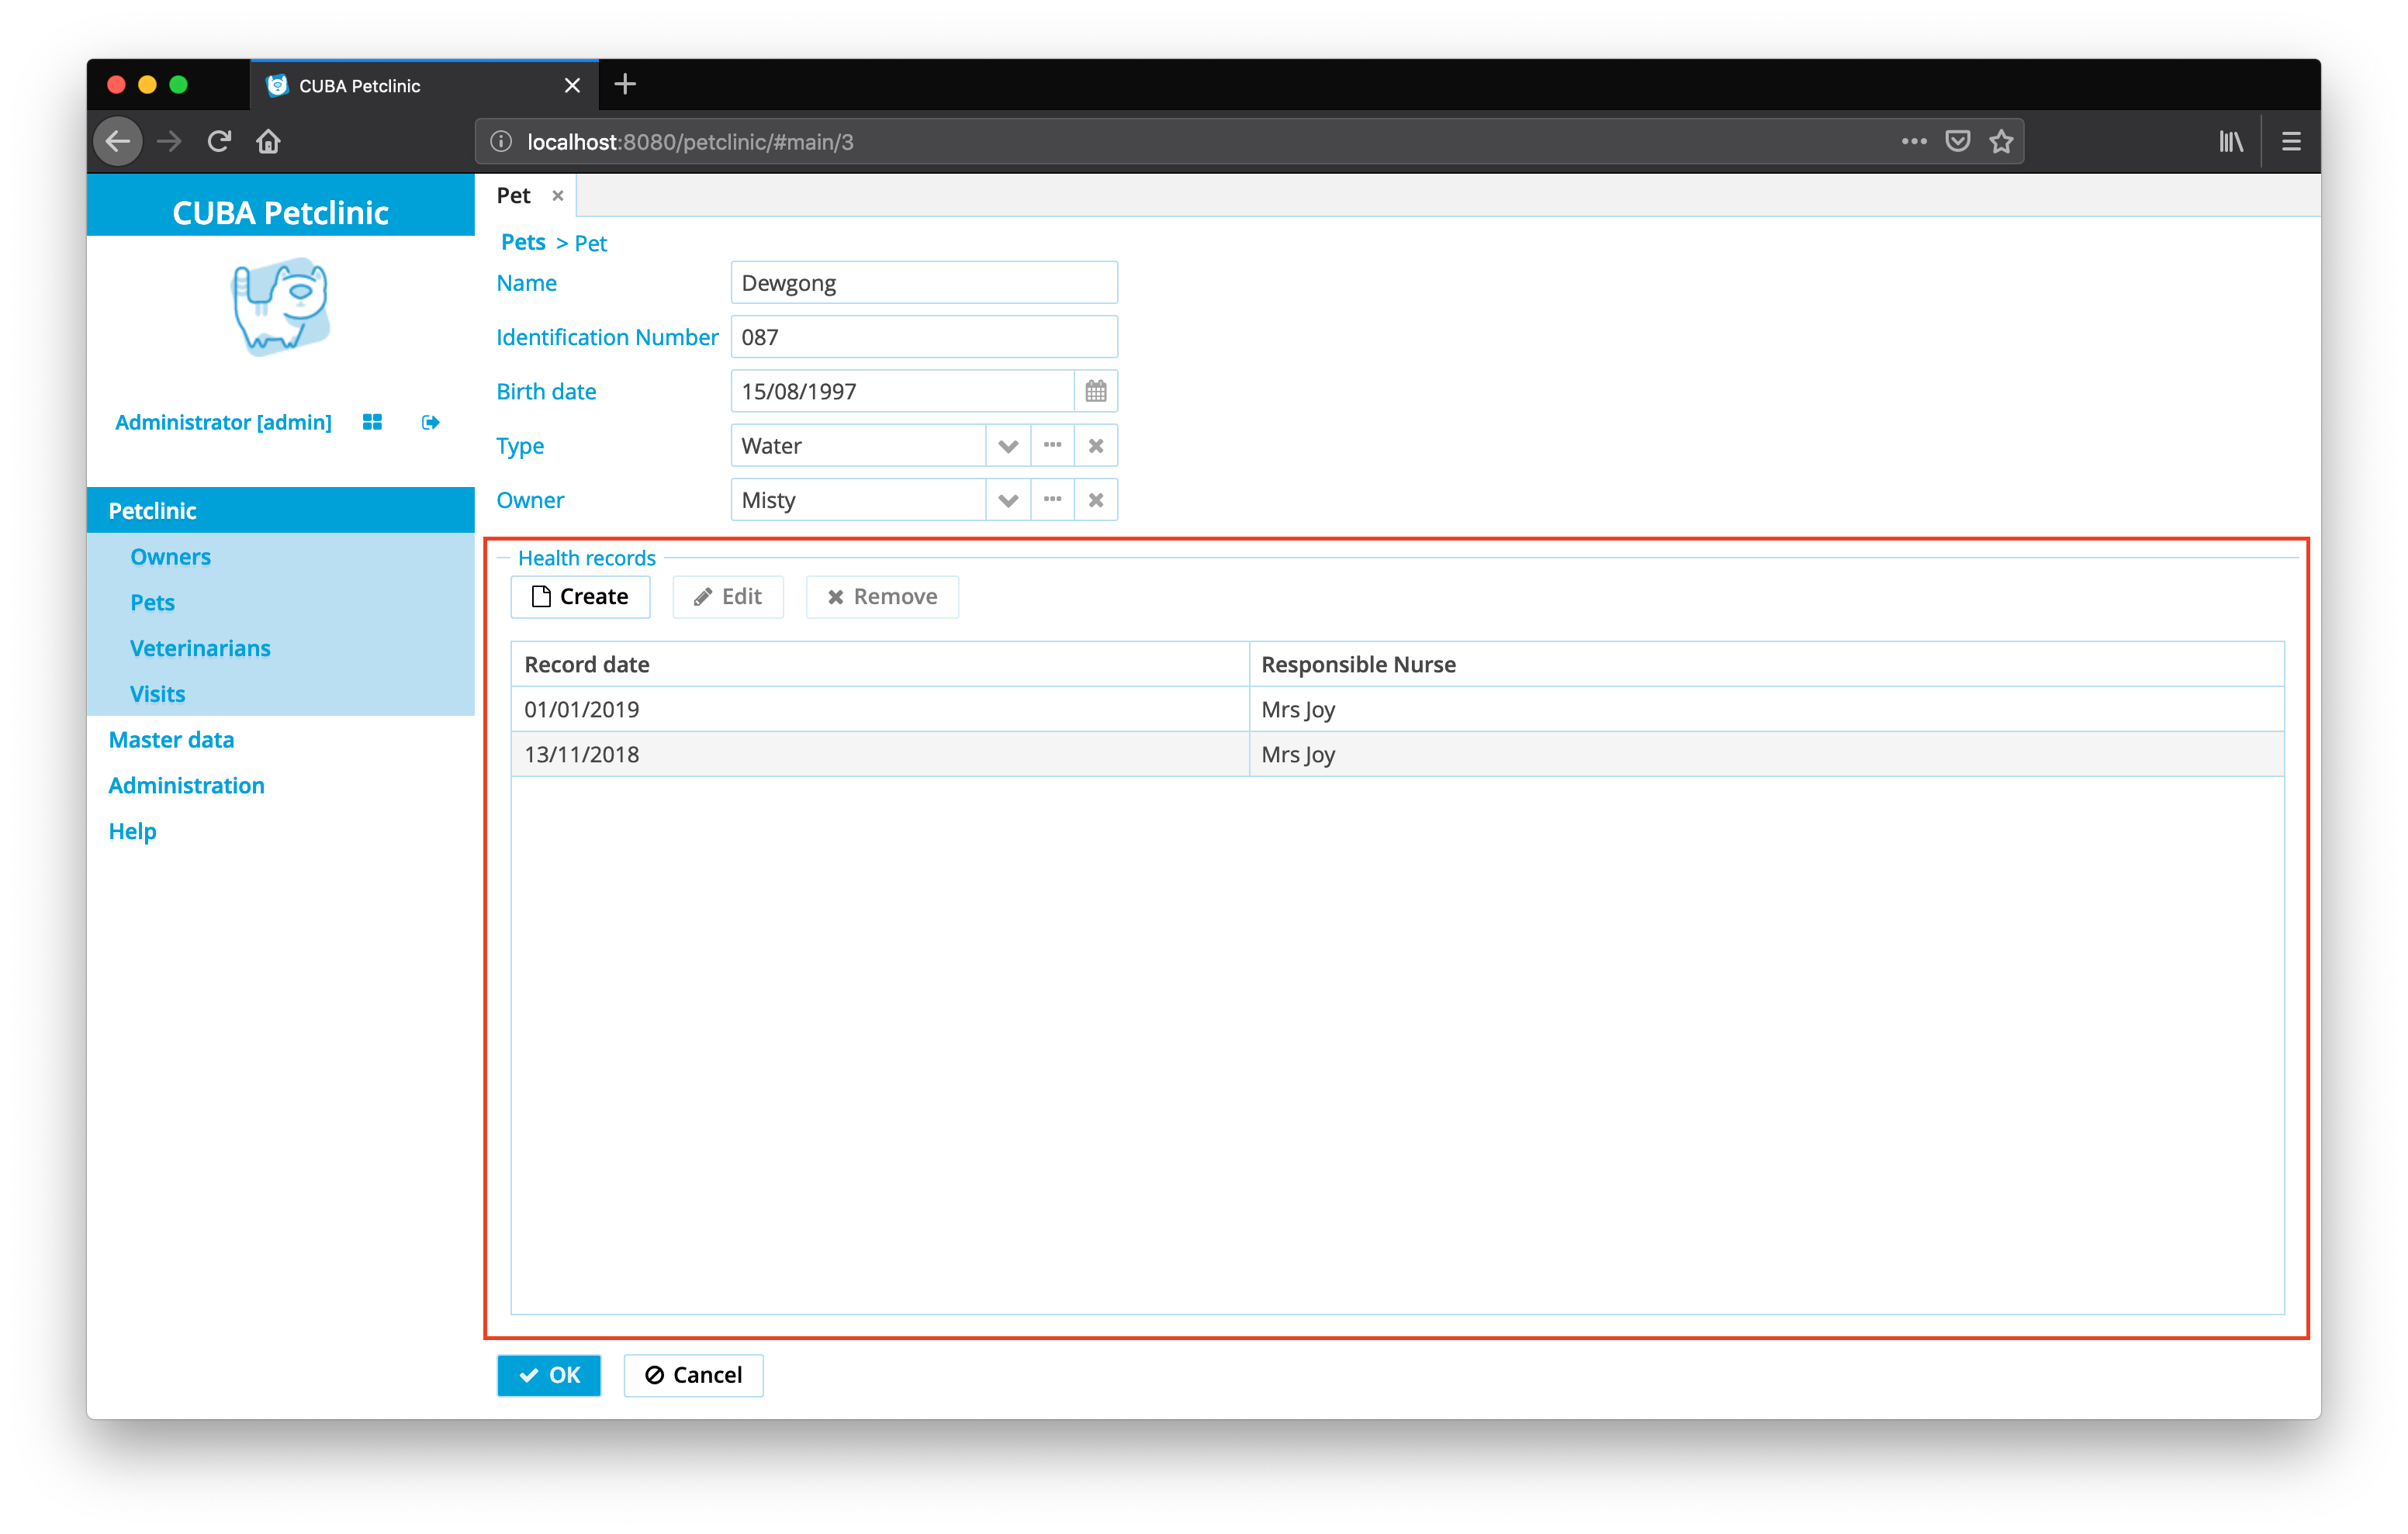 CUBA Petclinic
localhost:8080/petclinic/#main/3
CUBA Petclinic
Administrator [admin]
Petclinic
Owners
Pets
Veterinarians
Visits
Master data
Administration
Help
Pet
Pets > Pet
Name Dewgong
Identification Number 087
Birth date 15/08/1997
Type Water
Owner Misty
Health records
Create Edit Remove
Record date Responsible Nurse
01/01/2019 Mrs Joy
13/11/2018 Mrs Joy
OK Cancel